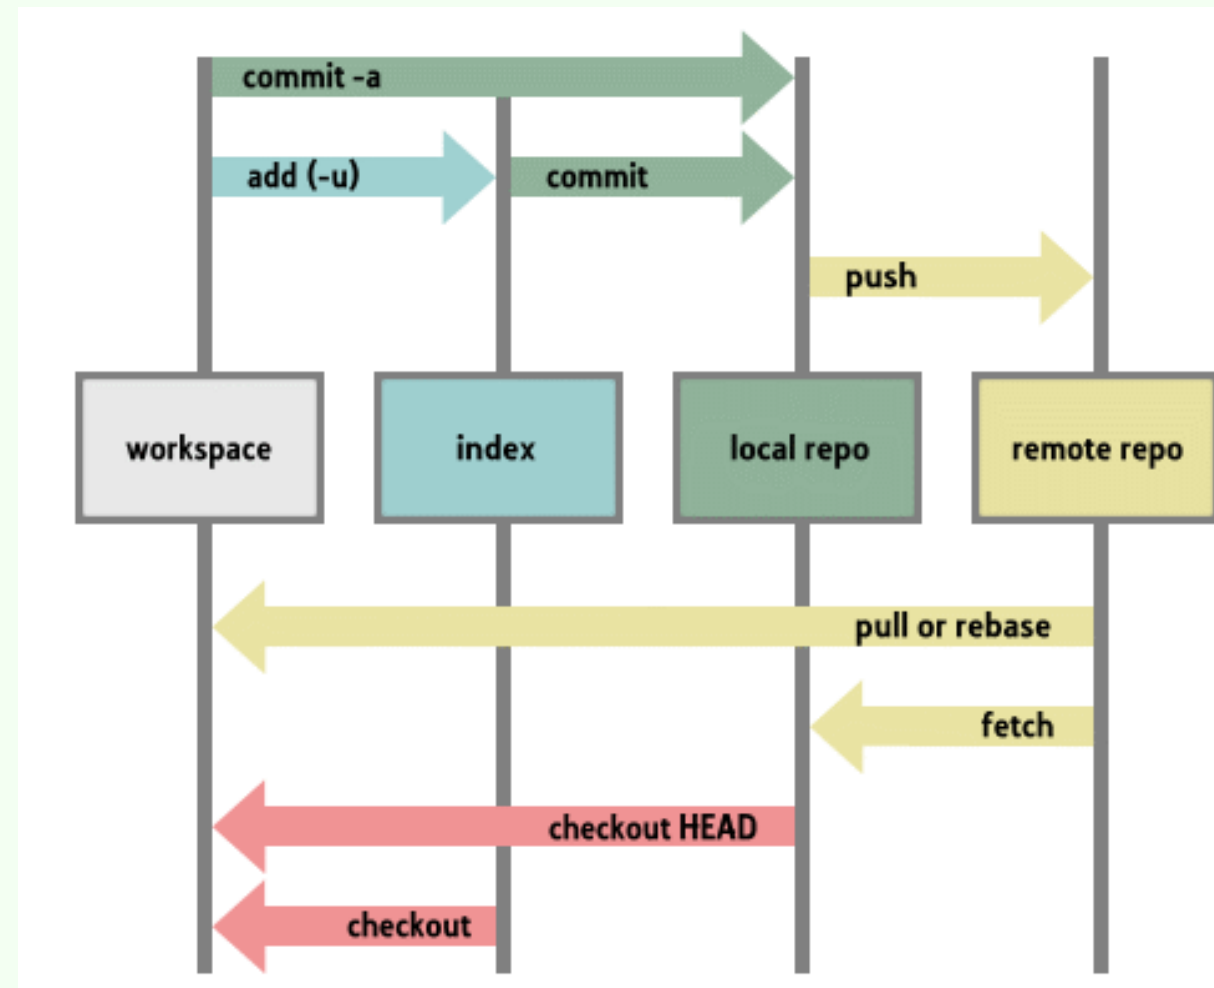 commit -a
add (-u)
commit
push
workspace
index
local repo
remote repo
pull or rebase
fetch
checkout HEAD
checkout